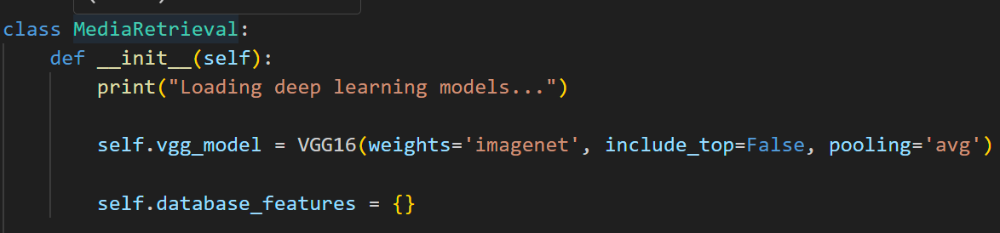 class MediaRetrieval:
def __init__(self):
print("Loading deep learning models...")
self.vgg_model = VGG16(weights='imagenet', include_top=False, pooling='avg')
self.database_features = {}